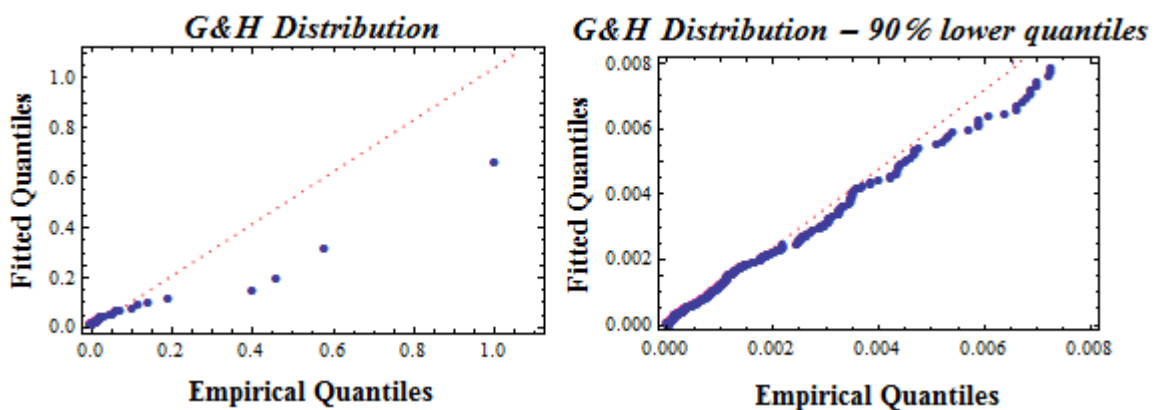 G&H Distribution
1.0
0.8
0.6
0.4
0.2
0.0
Fitted Quantiles
0.0 0.2 0.4 0.6 0.8 1.0
Empirical Quantiles
G&H Distribution – 90% lower quantiles
0.008
0.006
0.004
0.002
0.000
Fitted Quantiles
0.000 0.002 0.004 0.006 0.008
Empirical Quantiles